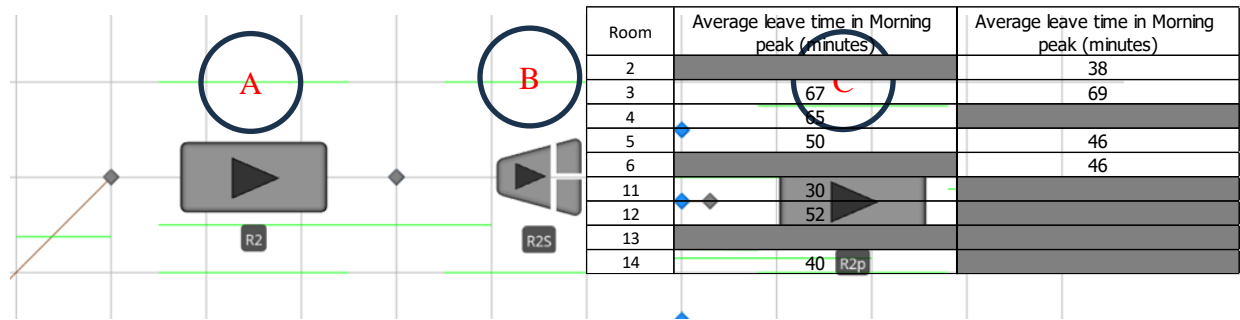 A
B
C
R2
R2S
R2p
Room
Average leave time in Morning
peak (minutes)
Average leave time in Morning
peak (minutes)
2 38
3 67 69
4 65
5 50 46
6 46
11 30
12 52
13
14 40